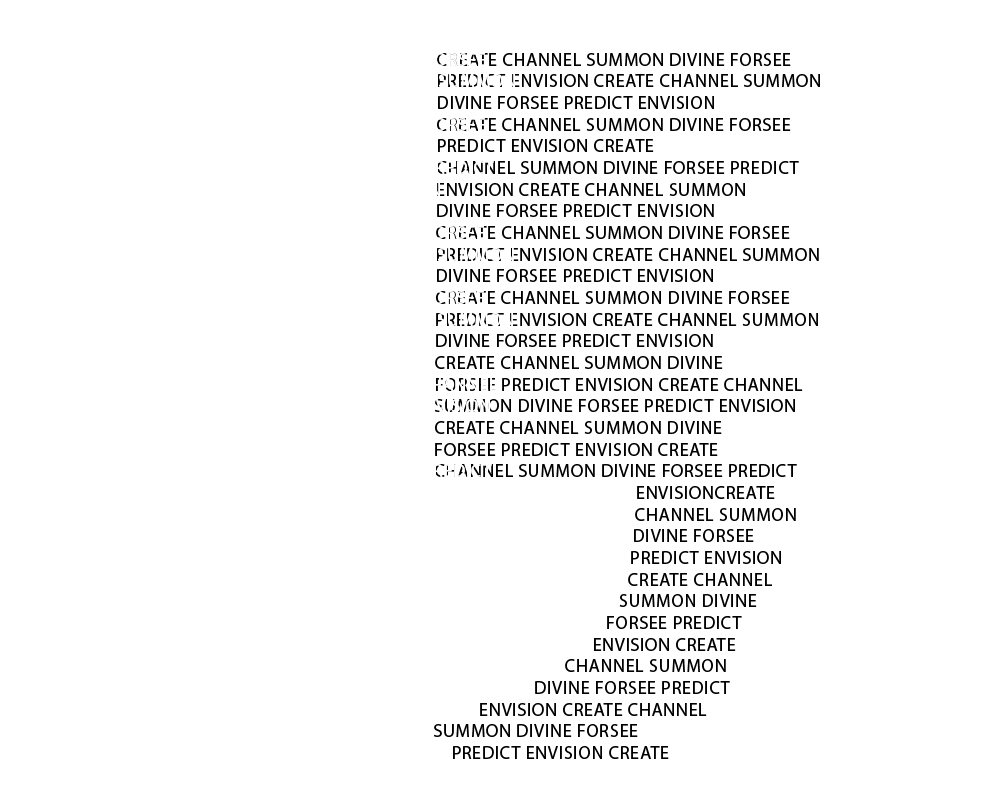 CREATE CHANNEL SUMMON DIVINE FORSEE
PREDICT ENVISION CREATE CHANNEL SUMMON
DIVINE FORSEE PREDICT ENVISION
CREATE CHANNEL SUMMON DIVINE FORSEE
PREDICT ENVISION CREATE
CHANNEL SUMMON DIVINE FORSEE PREDICT
ENVISION CREATE CHANNEL SUMMON
DIVINE FORSEE PREDICT ENVISION
CREATE CHANNEL SUMMON DIVINE FORSEE
PREDICT ENVISION CREATE CHANNEL SUMMON
DIVINE FORSEE PREDICT ENVISION
CREATE CHANNEL SUMMON DIVINE FORSEE
PREDICT ENVISION CREATE CHANNEL SUMMON
DIVINE FORSEE PREDICT ENVISION
CREATE CHANNEL SUMMON DIVINE
FORSEE PREDICT ENVISION CREATE CHANNEL
SUMMON DIVINE FORSEE PREDICT ENVISION
CREATE CHANNEL SUMMON DIVINE
FORSEE PREDICT ENVISION CREATE
CHANNEL SUMMON DIVINE FORSEE PREDICT
ENVISIONCREATE
CHANNEL SUMMON
DIVINE FORSEE
PREDICT ENVISION
CREATE CHANNEL
SUMMON DIVINE
FORSEE PREDICT
ENVISION CREATE
CHANNEL SUMMON
DIVINE FORSEE PREDICT
ENVISION CREATE CHANNEL
SUMMON DIVINE FORSEE
PREDICT ENVISION CREATE